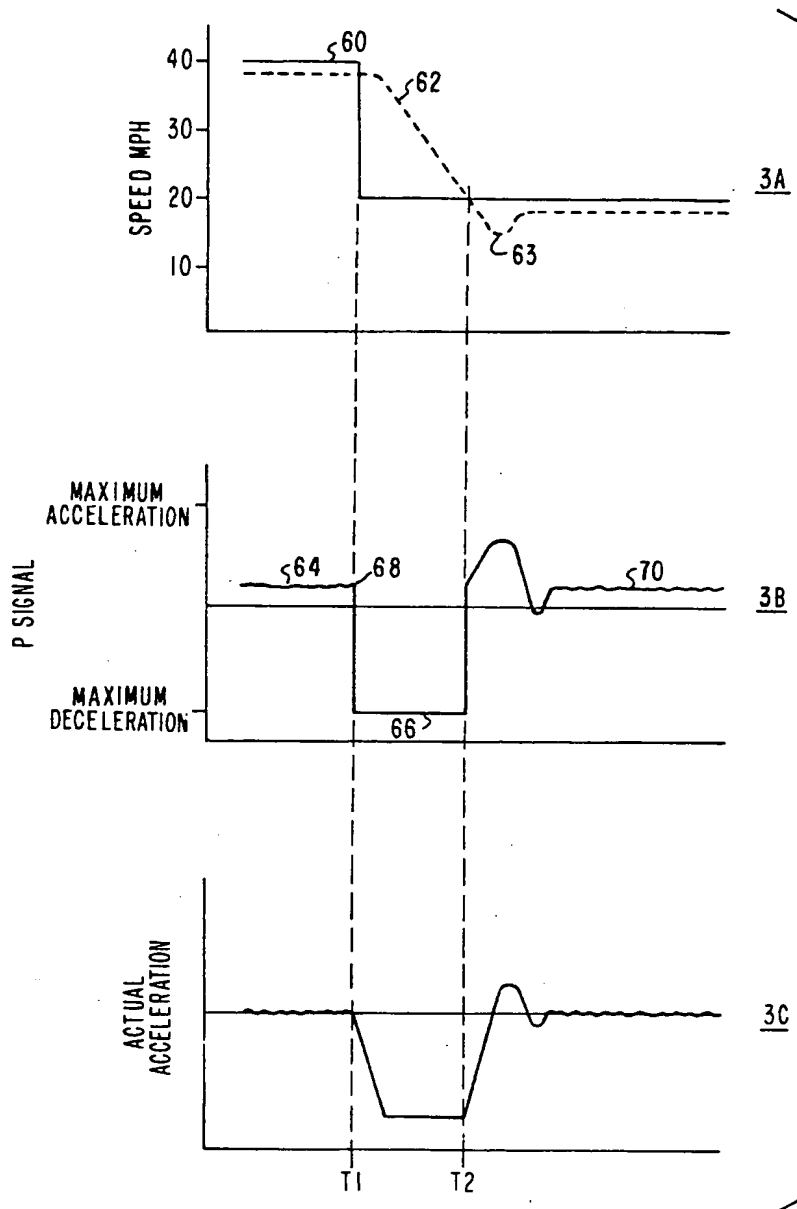 60
40
62
30
SPEED MPH
3A
20
63
10
MAXIMUM
ACCELERATION
64
68
70
P SIGNAL
3B
MAXIMUM
DECELERATION
66
ACTUAL
ACCELERATION
3C
T1
T2